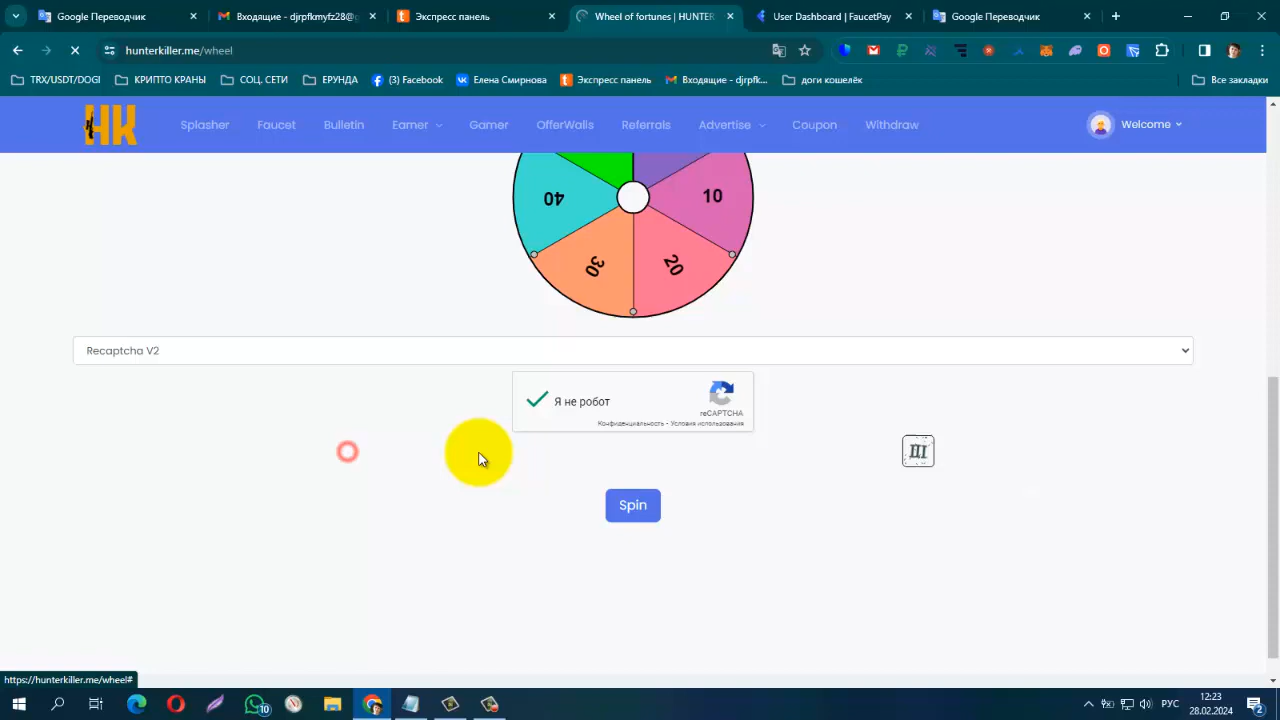 Google Переводчик
Входящие - djrpfkmyfz28@g
Экспресс панель
Wheel of fortunes | HUNTER
User Dashboard | FaucetPay
Google Переводчик
hunterkiller.me/wheel
TRX/USDT/DOGI
КРИПТО КРАНЫ
СОЦ. СЕТИ
ЕРУНДА
(3) Facebook
Елена Смирнова
Экспресс панель
Входящие - djrpfk...
доги кошелёк
Все закладки
HK
Splasher
Faucet
Bulletin
Earner
Gamer
OfferWalls
Referrals
Advertise
Coupon
Withdraw
Welcome
40
10
30
20
Recaptcha V2
Я не робот
reCAPTCHA
Конфиденциальность • Условия использования
III
Spin
https://hunterkiller.me/wheel#
10
РУС
12:23
28.02.2024
2